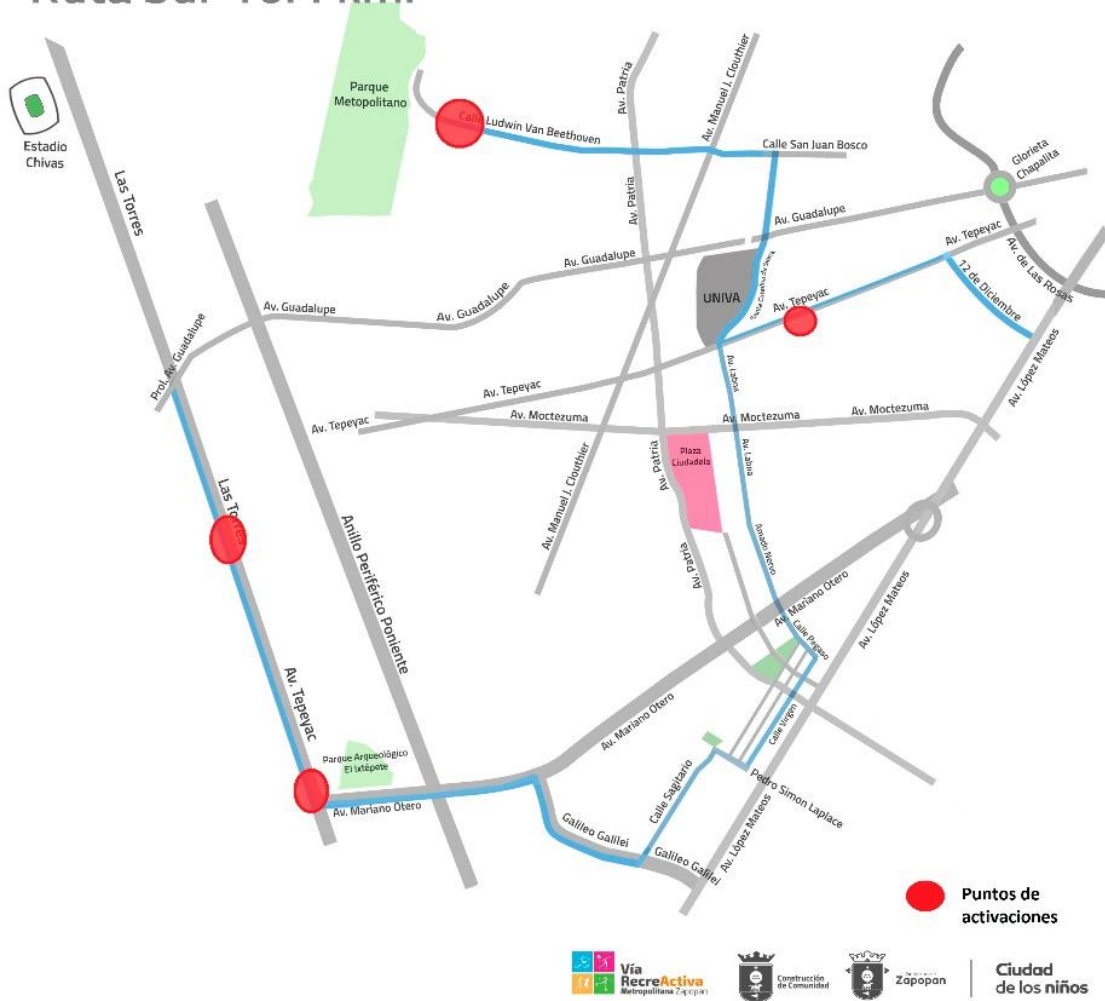 Estadio
Chivas
Parque
Metopolitano
Calle Ludwin Van Beethoven
Av. Patria
Av. Manuel J. Clouthier
Calle San Juan Bosco
Glorieta
Chapalita
Las Torres
Av. Patria
Av. Guadalupe
Av. Tepeyac
Av. de Las Rosas
Av. Guadalupe
UNIVA
Av. Tepeyac
12 de Diciembre
Av. Guadalupe
Av. Guadalupe
Prol. Av. Guadalupe
Av. López Mateos
Av. Labna
Av. Tepeyac
Av. Tepeyac
Av. Moctezuma
Av. Moctezuma
Av. Moctezuma
Av. Patria
Plaza
Ciudadela
Av. Labna
Las Torres
Av. Manuel J. Clouthier
Anillo Periférico Poniente
Amado Nervo
Av. Patria
Av. Mariano Otero
Av. López Mateos
Calle Pegaso
Av. Tepeyac
Av. Mariano Otero
Calle Virgen
Parque Arqueológico
El Ixtépete
Av. Mariano Otero
Calle Sagitario
Pedro Simon Laplace
Av. López Mateos
Galileo Galilei
Galileo Galilei
Puntos de
activaciones
Vía
RecreActiva
Metropolitana Zapopan
Construcción
de Comunidad
Zapopan
Ciudad
de los niños